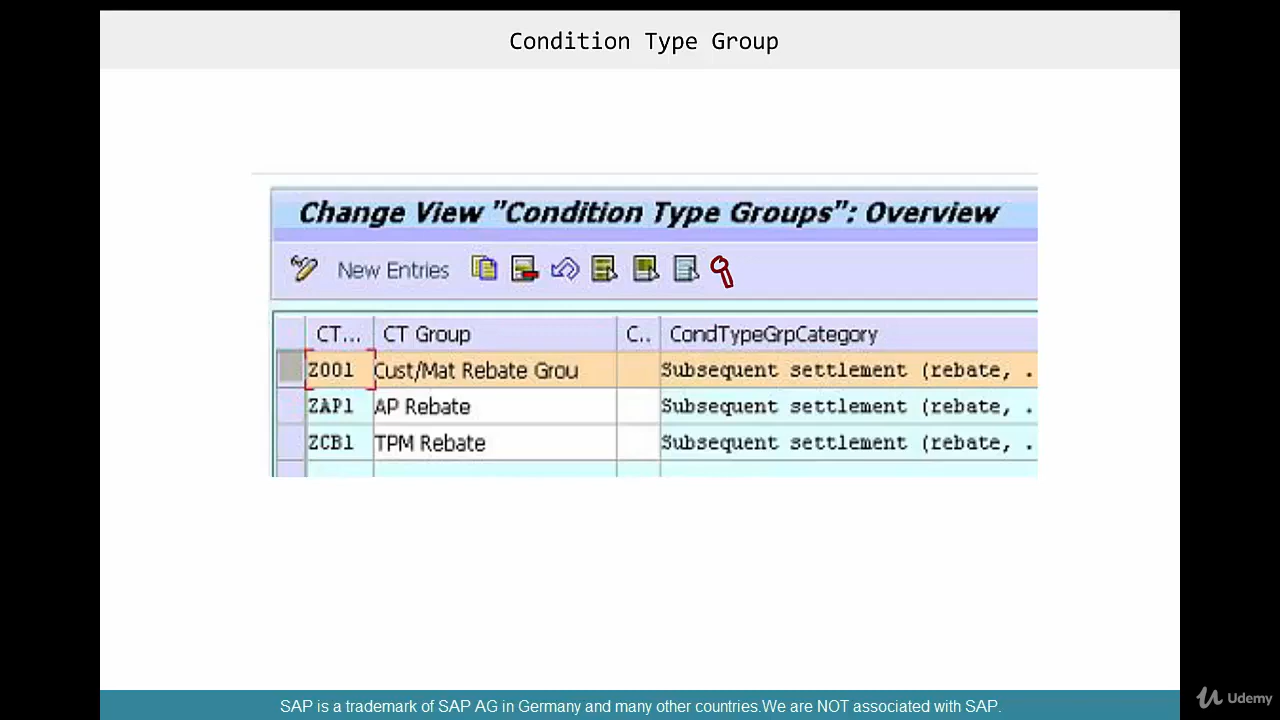 Condition Type Group
Change View "Condition Type Groups": Overview
New Entries
CT... CT Group C.. CondTypeGrpCategory
Z001 Cust/Mat Rebate Grou Subsequent settlement (rebate, .
ZAP1 AP Rebate Subsequent settlement (rebate, .
ZCB1 TPM Rebate Subsequent settlement (rebate, .
SAP is a trademark of SAP AG in Germany and many other countries.We are NOT associated with SAP.
Udemy